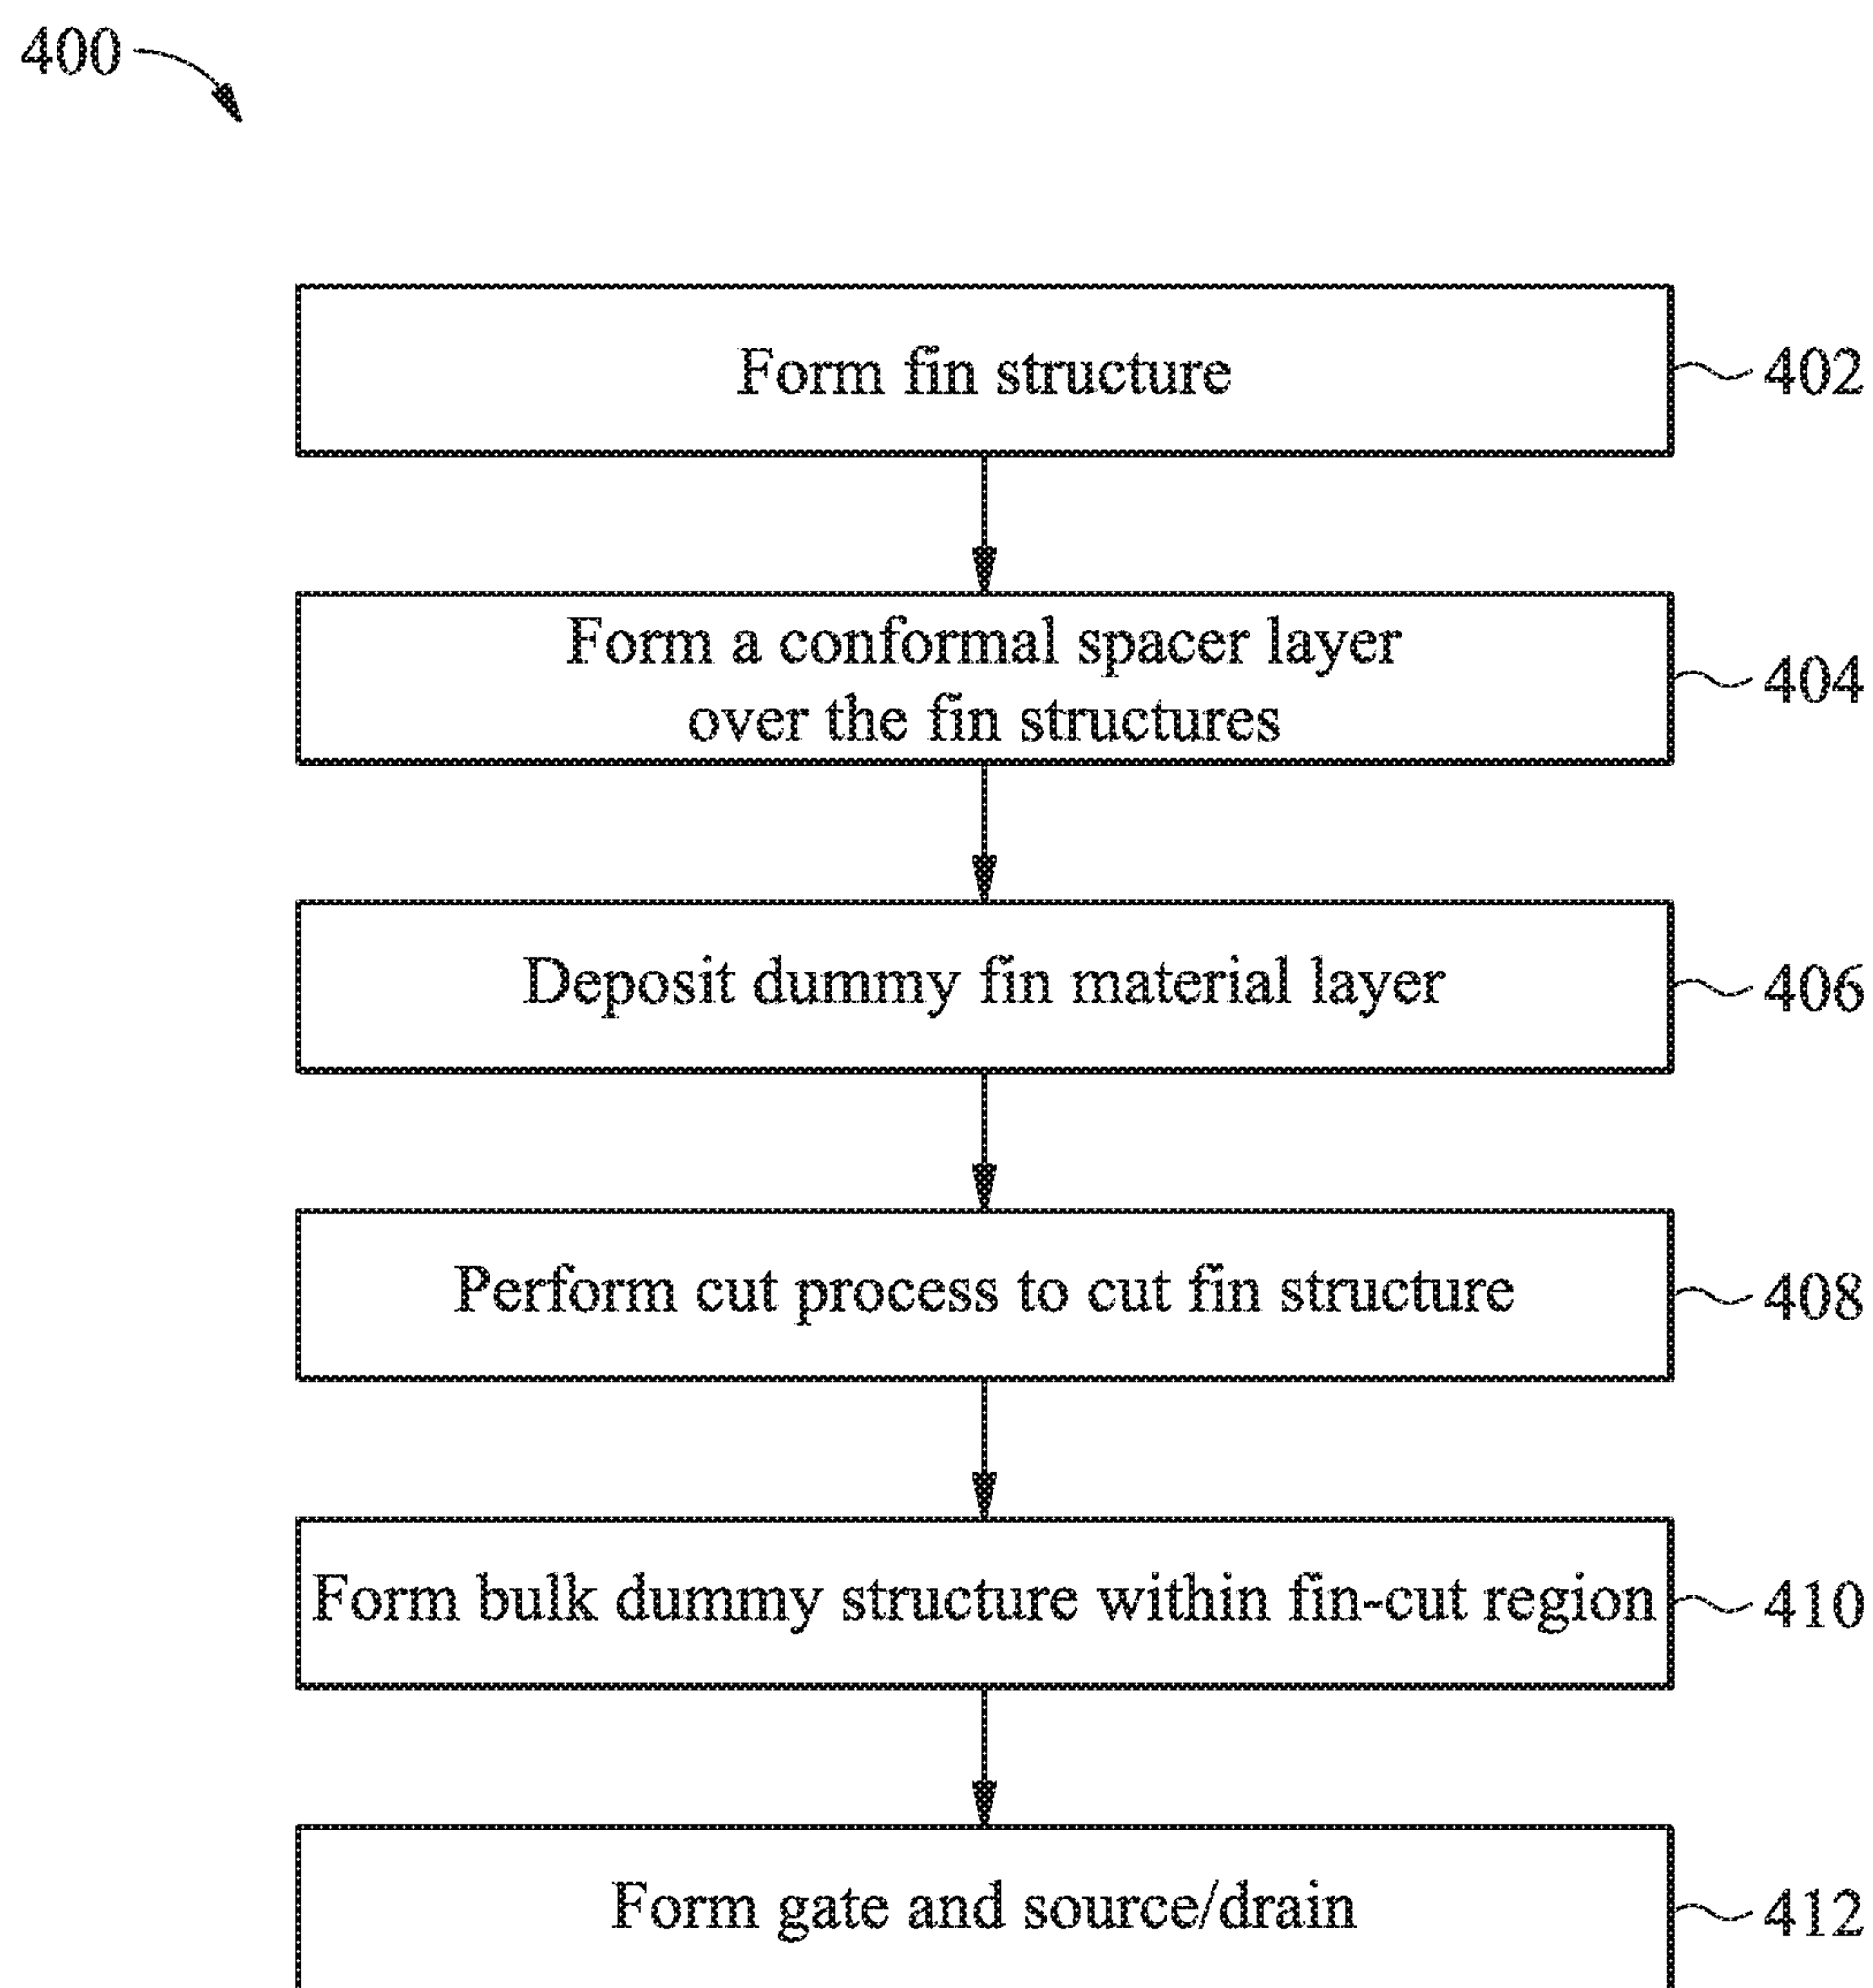 400
Form fin structure
402
Form a conformal spacer layer
over the fin structures
404
Deposit dummy fin material layer
406
Perform cut process to cut fin structure
408
Form bulk dummy structure within fin-cut region
410
Form gate and source/drain
412